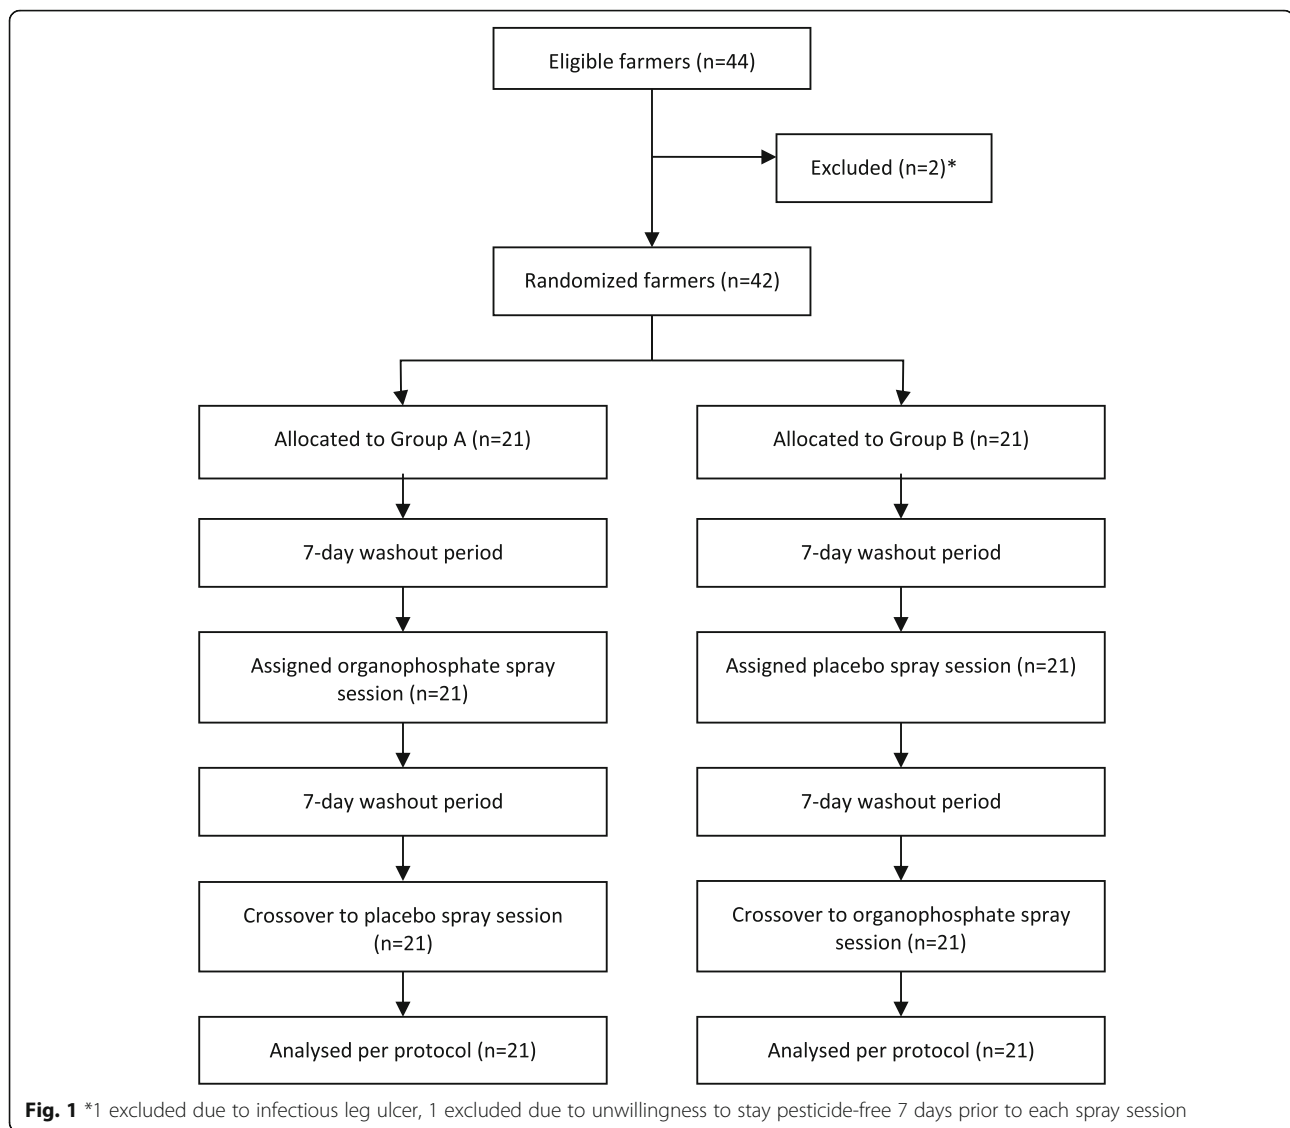 Eligible farmers (n=44)
Excluded (n=2)*
Randomized farmers (n=42)
Allocated to Group A (n=21)
Allocated to Group B (n=21)
7-day washout period
7-day washout period
Assigned organophosphate spray
session (n=21)
Assigned placebo spray session (n=21)
7-day washout period
7-day washout period
Crossover to placebo spray session
(n=21)
Crossover to organophosphate spray
session (n=21)
Analysed per protocol (n=21)
Analysed per protocol (n=21)
Fig. 1 *1 excluded due to infectious leg ulcer, 1 excluded due to unwillingness to stay pesticide-free 7 days prior to each spray session